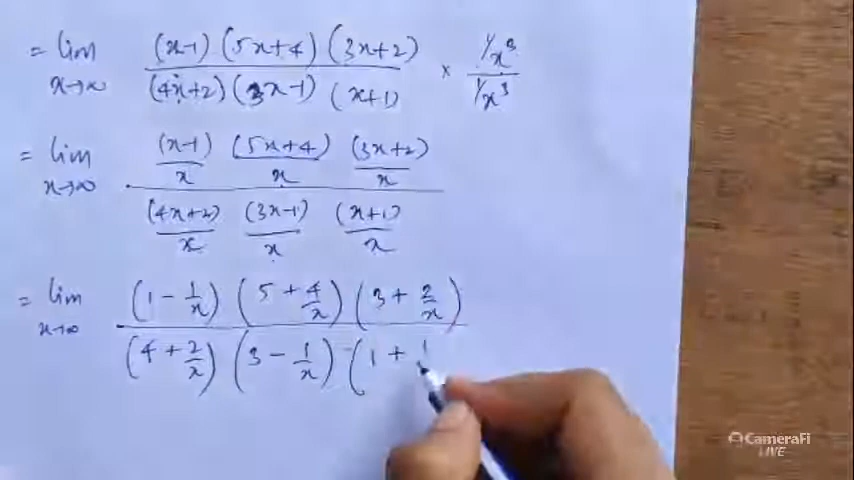 = lim x→∞ (x-1) (5x+4) (3x+2) / (4x+2) (3x-1) (x+1) × 1/x³ / 1/x³
= lim x→∞ (x-1)/x (5x+4)/x (3x+2)/x / (4x+2)/x (3x-1)/x (x+1)/x
= lim x→∞ (1 - 1/x) (5 + 4/x) (3 + 2/x) / (4 + 2/x) (3 - 1/x) (1 + 1
CameraFi
LIVE